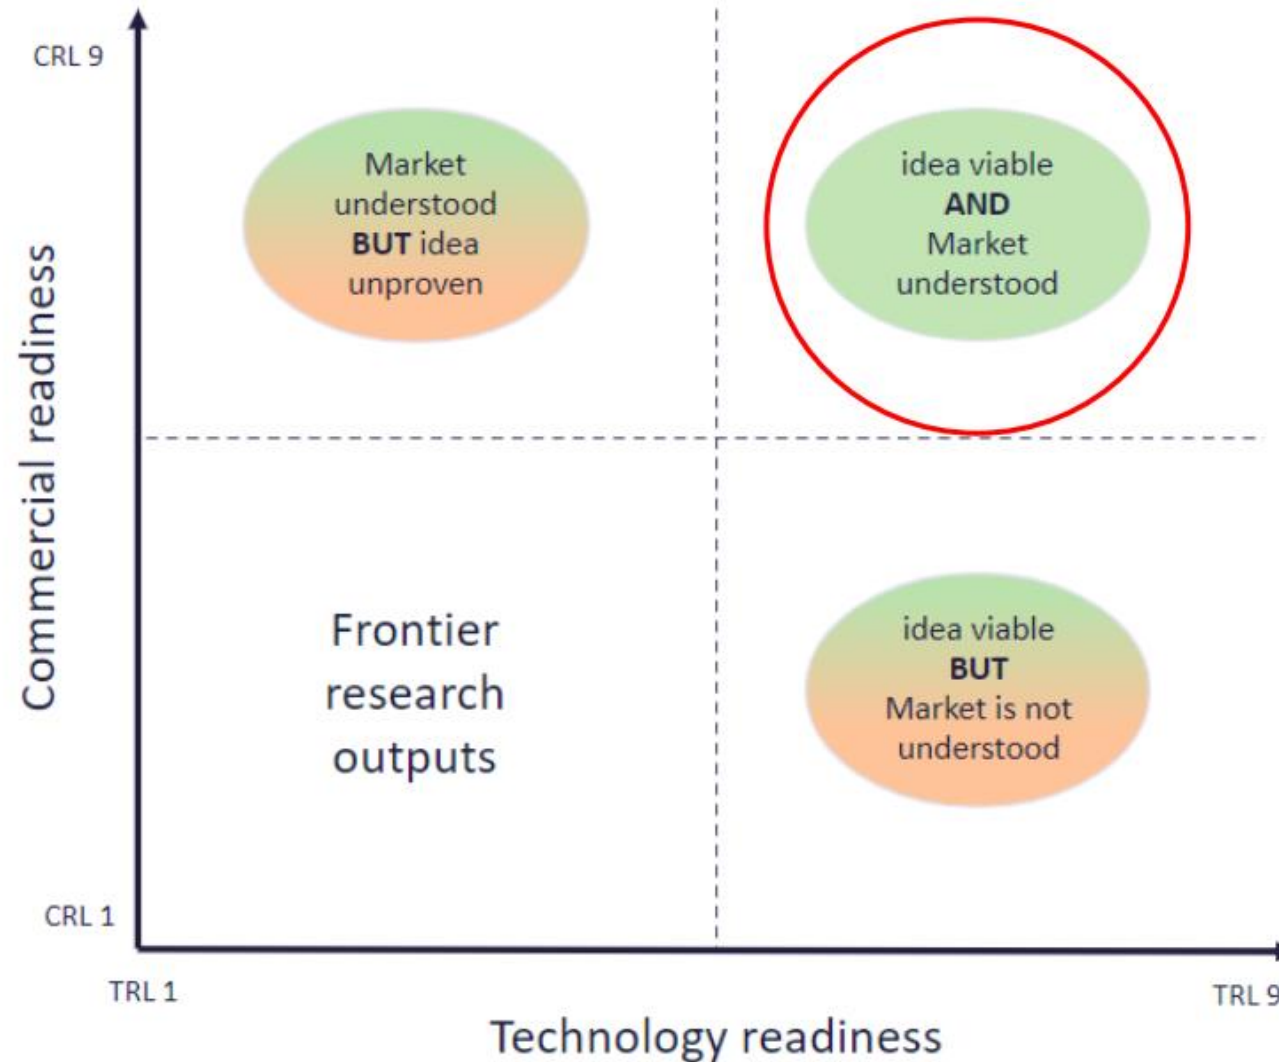 CRL 9
Market
understood
BUT idea
unproven
idea viable
AND
Market
understood
Commercial readiness
Frontier
research
outputs
idea viable
BUT
Market is not
understood
CRL 1
TRL 1
TRL 9
Technology readiness